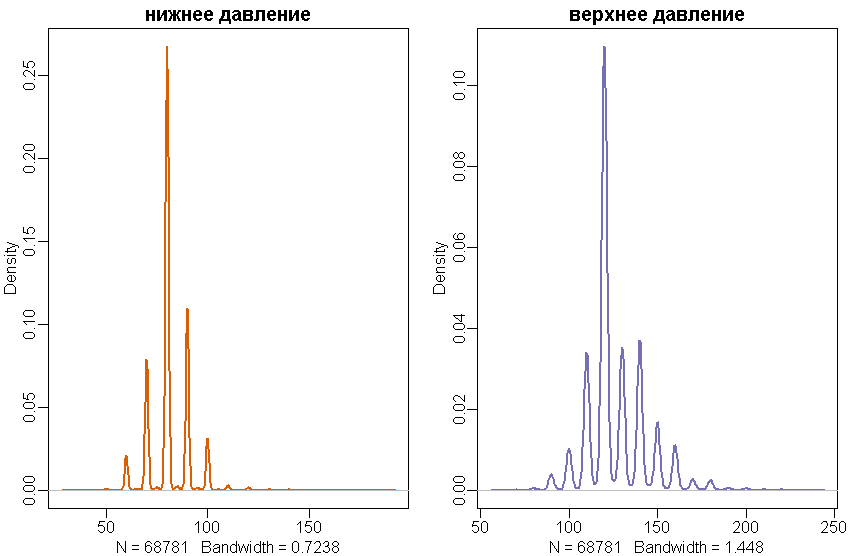 нижнее давление
Density
0.00 0.05 0.10 0.15 0.20 0.25
50 100 150
N = 68781 Bandwidth = 0.7238
верхнее давление
Density
0.00 0.02 0.04 0.06 0.08 0.10
50 100 150 200 250
N = 68781 Bandwidth = 1.448